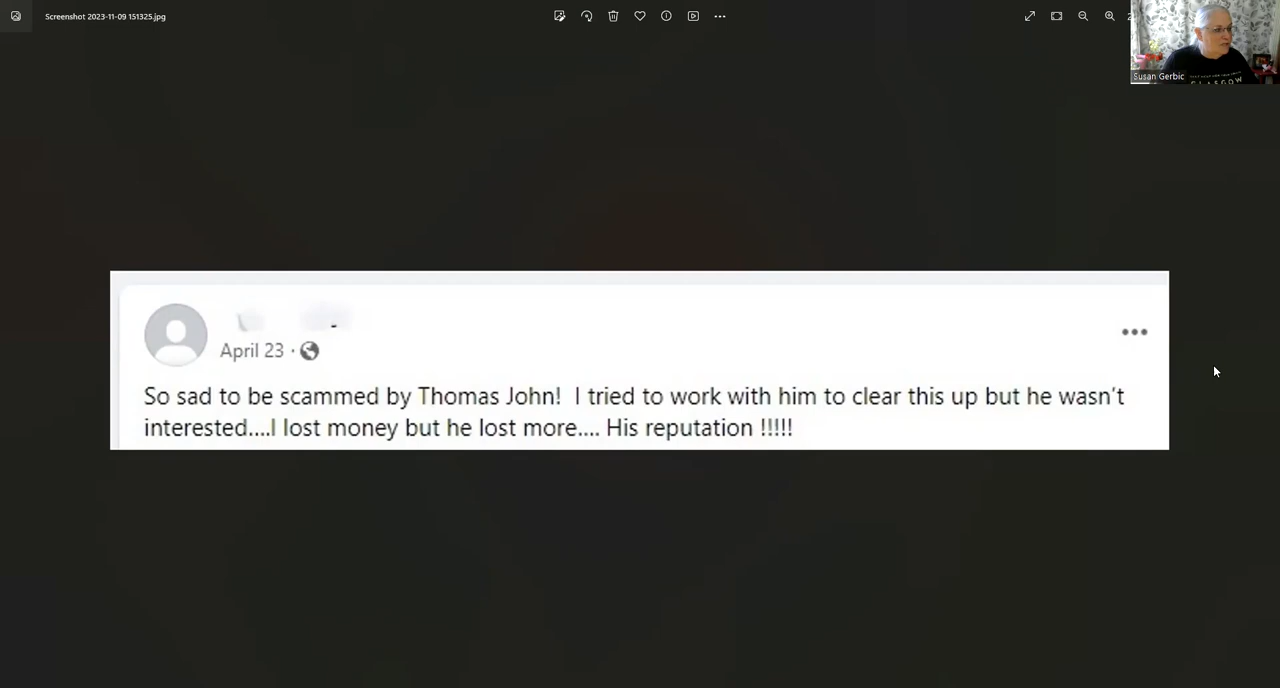 Screenshot 2023-11-09 151325.jpg
Susan Gerbic
GLASGOW
April 23 ·
So sad to be scammed by Thomas John!  I tried to work with him to clear this up but he wasn't
interested....I lost money but he lost more.... His reputation !!!!!